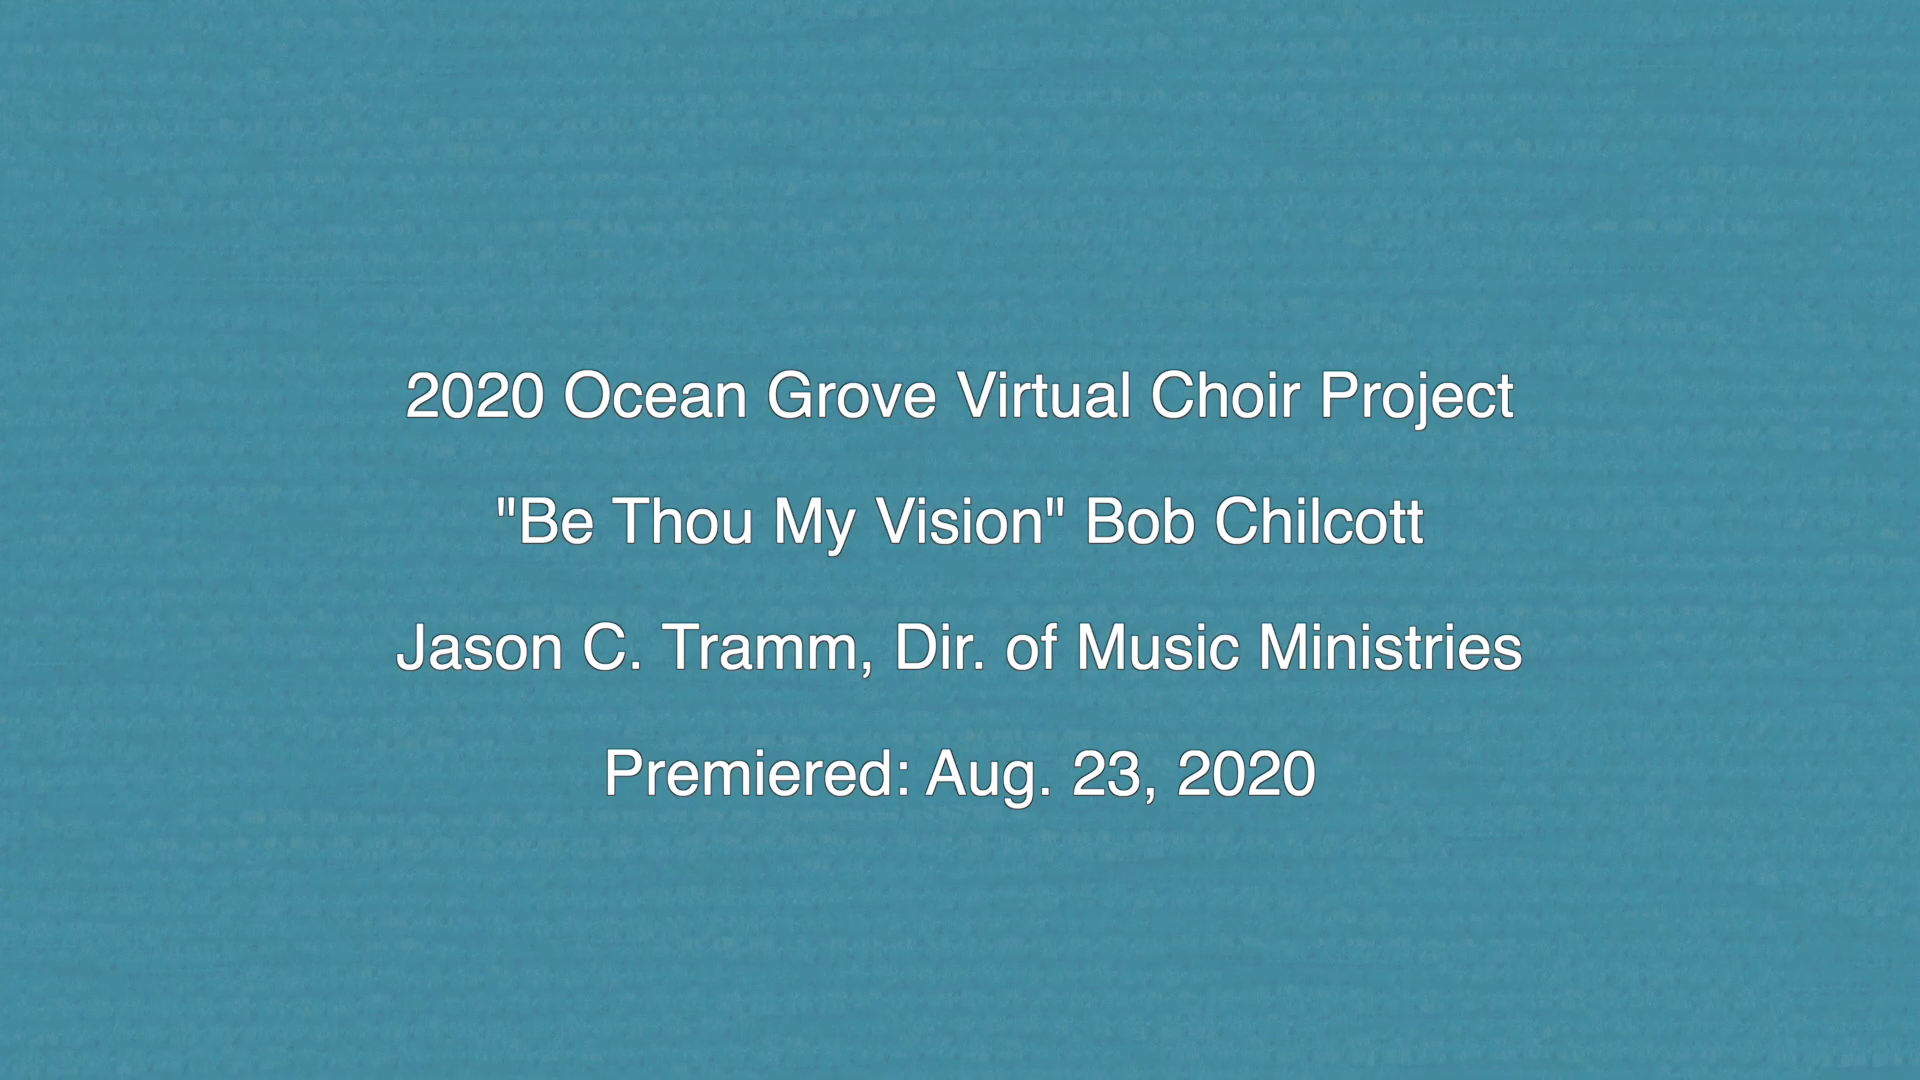 2020 Ocean Grove Virtual Choir Project
"Be Thou My Vision" Bob Chilcott
Jason C. Tramm, Dir. of Music Ministries
Premiered: Aug. 23, 2020